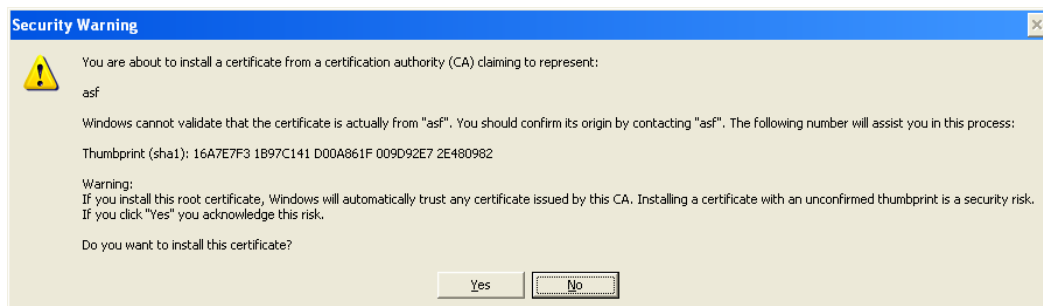 Security Warning
You are about to install a certificate from a certification authority (CA) claiming to represent:
asf
Windows cannot validate that the certificate is actually from "asf". You should confirm its origin by contacting "asf". The following number will assist you in this process:
Thumbprint (sha1): 16A7E7F3 1B97C141 D00A861F 009D92E7 2E480982
Warning:
If you install this root certificate, Windows will automatically trust any certificate issued by this CA. Installing a certificate with an unconfirmed thumbprint is a security risk.
If you click "Yes" you acknowledge this risk.
Do you want to install this certificate?
Yes No